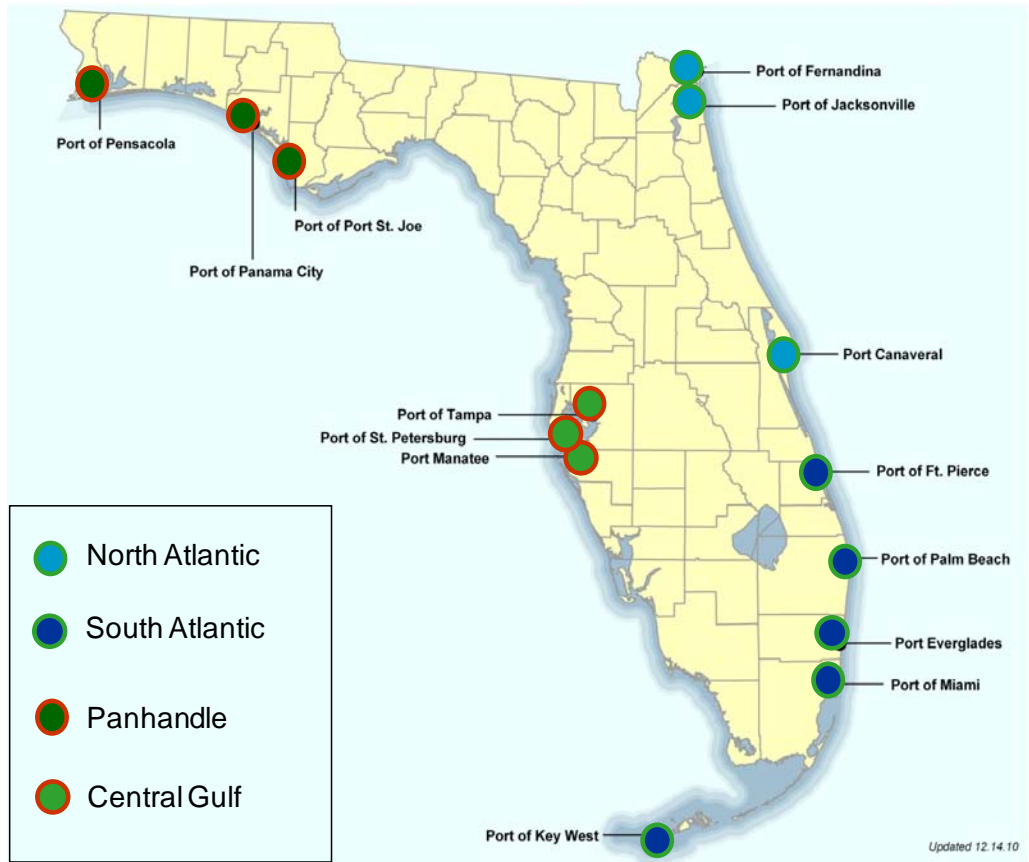 Port of Fernandina
Port of Jacksonville
Port of Pensacola
Port of Port St. Joe
Port of Panama City
Port Canaveral
Port of Tampa
Port of St. Petersburg
Port Manatee
Port of Ft. Pierce
Port of Palm Beach
Port Everglades
Port of Miami
Port of Key West
North Atlantic
South Atlantic
Panhandle
Central Gulf
Updated 12.14.10